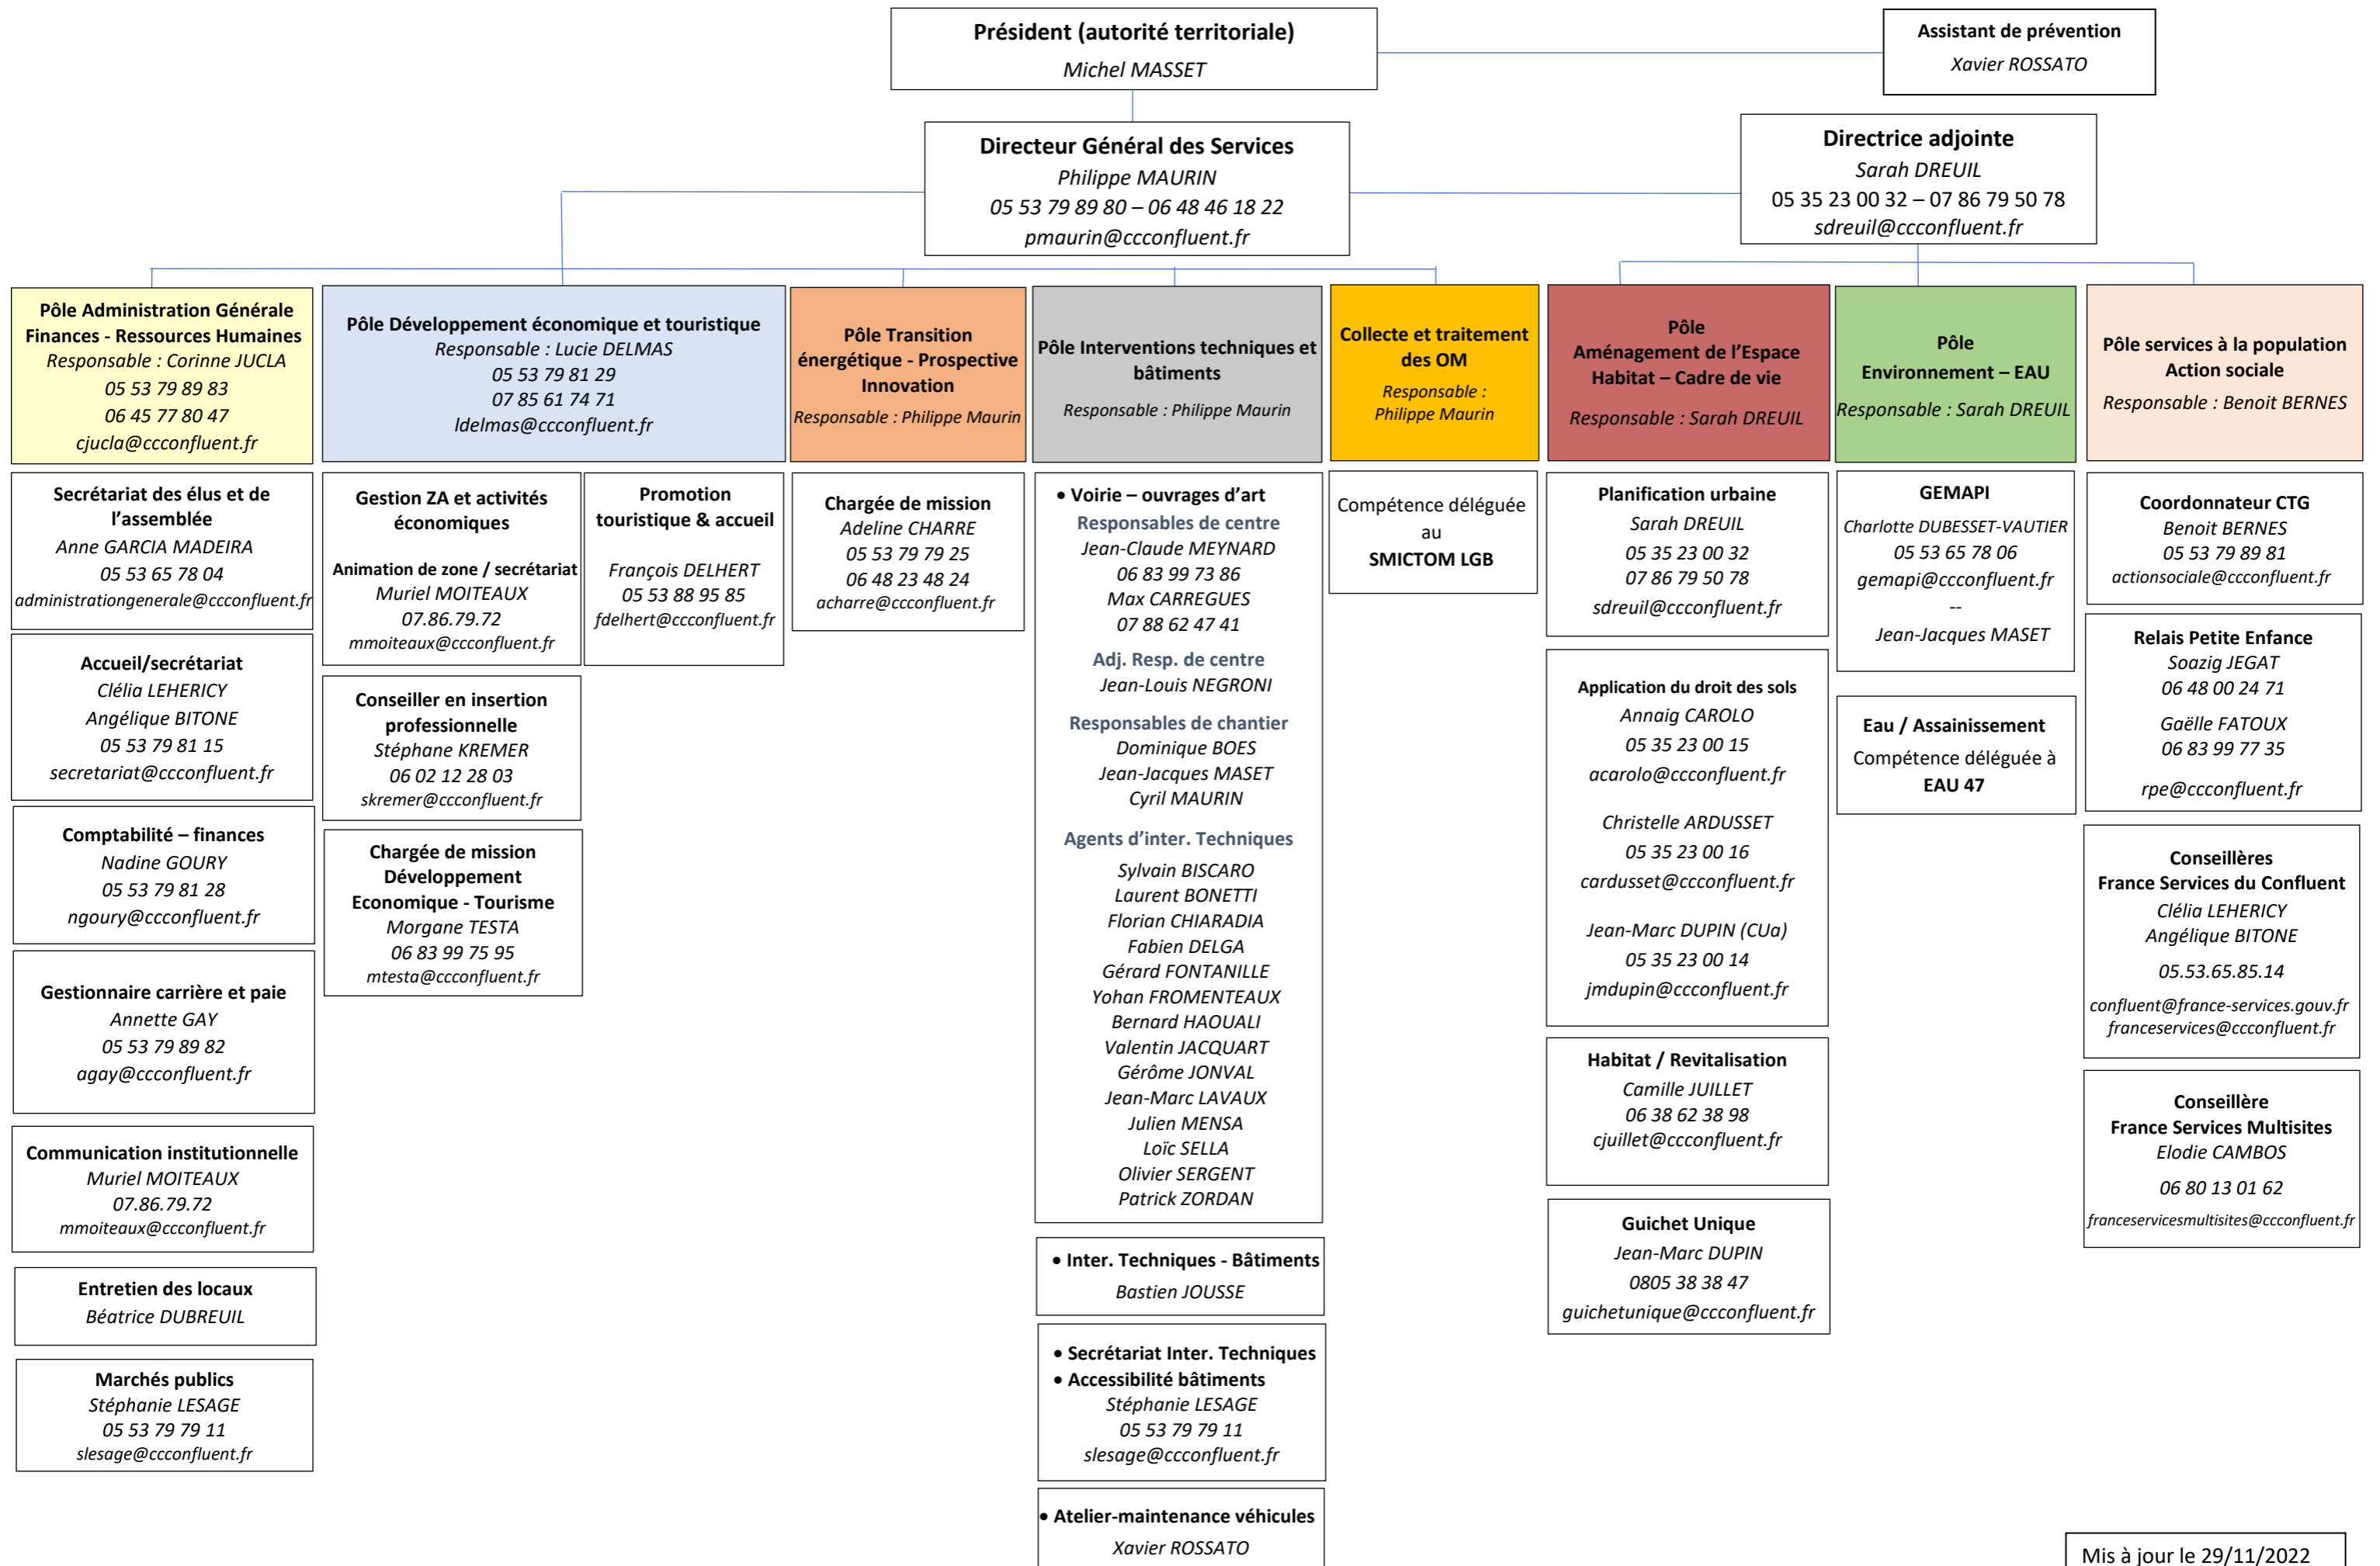 Président (autorité territoriale)
Michel MASSET
Assistant de prévention
Xavier ROSSATO
Directeur Général des Services
Philippe MAURIN
05 53 79 89 80 – 06 48 46 18 22
pmaurin@ccconfluent.fr
Directrice adjointe
Sarah DREUIL
05 35 23 00 32 – 07 86 79 50 78
sdreuil@ccconfluent.fr
Pôle Administration Générale
Finances - Ressources Humaines
Responsable : Corinne JUCLA
05 53 79 89 83
06 45 77 80 47
cjucla@ccconfluent.fr
Secrétariat des élus et de
l’assemblée
Anne GARCIA MADEIRA
05 53 65 78 04
administrationgenerale@ccconfluent.fr
Accueil/secrétariat
Clélia LEHERICY
Angélique BITONE
05 53 79 81 15
secretariat@ccconfluent.fr
Comptabilité – finances
Nadine GOURY
05 53 79 81 28
ngoury@ccconfluent.fr
Gestionnaire carrière et paie
Annette GAY
05 53 79 89 82
agay@ccconfluent.fr
Communication institutionnelle
Muriel MOITEAUX
07.86.79.72
mmoiteaux@ccconfluent.fr
Entretien des locaux
Béatrice DUBREUIL
Marchés publics
Stéphanie LESAGE
05 53 79 79 11
slesage@ccconfluent.fr
Pôle Développement économique et touristique
Responsable : Lucie DELMAS
05 53 79 81 29
07 85 61 74 71
ldelmas@ccconfluent.fr
Gestion ZA et activités
économiques
Animation de zone / secrétariat
Muriel MOITEAUX
07.86.79.72
mmoiteaux@ccconfluent.fr
Promotion
touristique & accueil
François DELHERT
05 53 88 95 85
fdelhert@ccconfluent.fr
Conseiller en insertion
professionnelle
Stéphane KREMER
06 02 12 28 03
skremer@ccconfluent.fr
Chargée de mission
Développement
Economique - Tourisme
Morgane TESTA
06 83 99 75 95
mtesta@ccconfluent.fr
Pôle Transition
énergétique - Prospective
Innovation
Responsable : Philippe Maurin
Chargée de mission
Adeline CHARRE
05 53 79 79 25
06 48 23 48 24
acharre@ccconfluent.fr
Pôle Interventions techniques et
bâtiments
Responsable : Philippe Maurin
• Voirie – ouvrages d’art
Responsables de centre
Jean-Claude MEYNARD
06 83 99 73 86
Max CARREGUES
07 88 62 47 41
Adj. Resp. de centre
Jean-Louis NEGRONI
Responsables de chantier
Dominique BOES
Jean-Jacques MASET
Cyril MAURIN
Agents d’inter. Techniques
Sylvain BISCARO
Laurent BONETTI
Florian CHIARADIA
Fabien DELGA
Gérard FONTANILLE
Yohan FROMENTEAUX
Bernard HAOUALI
Valentin JACQUART
Gérôme JONVAL
Jean-Marc LAVAUX
Julien MENSA
Loïc SELLA
Olivier SERGENT
Patrick ZORDAN
• Inter. Techniques - Bâtiments
Bastien JOUSSE
• Secrétariat Inter. Techniques
• Accessibilité bâtiments
Stéphanie LESAGE
05 53 79 79 11
slesage@ccconfluent.fr
• Atelier-maintenance véhicules
Xavier ROSSATO
Collecte et traitement
des OM
Responsable :
Philippe Maurin
Compétence déléguée
au
SMICTOM LGB
Pôle
Aménagement de l’Espace
Habitat – Cadre de vie
Responsable : Sarah DREUIL
Planification urbaine
Sarah DREUIL
05 35 23 00 32
07 86 79 50 78
sdreuil@ccconfluent.fr
Application du droit des sols
Annaig CAROLO
05 35 23 00 15
acarolo@ccconfluent.fr
Christelle ARDUSSET
05 35 23 00 16
cardusset@ccconfluent.fr
Jean-Marc DUPIN (CUa)
05 35 23 00 14
jmdupin@ccconfluent.fr
Habitat / Revitalisation
Camille JUILLET
06 38 62 38 98
cjuillet@ccconfluent.fr
Guichet Unique
Jean-Marc DUPIN
0805 38 38 47
guichetunique@ccconfluent.fr
Pôle
Environnement – EAU
Responsable : Sarah DREUIL
GEMAPI
Charlotte DUBESSET-VAUTIER
05 53 65 78 06
gemapi@ccconfluent.fr
--
Jean-Jacques MASET
Eau / Assainissement
Compétence déléguée à
EAU 47
Pôle services à la population
Action sociale
Responsable : Benoit BERNES
Coordonnateur CTG
Benoit BERNES
05 53 79 89 81
actionsociale@ccconfluent.fr
Relais Petite Enfance
Soazig JEGAT
06 48 00 24 71
Gaëlle FATOUX
06 83 99 77 35
rpe@ccconfluent.fr
Conseillères
France Services du Confluent
Clélia LEHERICY
Angélique BITONE
05.53.65.85.14
confluent@france-services.gouv.fr
franceservices@ccconfluent.fr
Conseillère
France Services Multisites
Elodie CAMBOS
06 80 13 01 62
franceservicesmultisites@ccconfluent.fr
Mis à jour le 29/11/2022